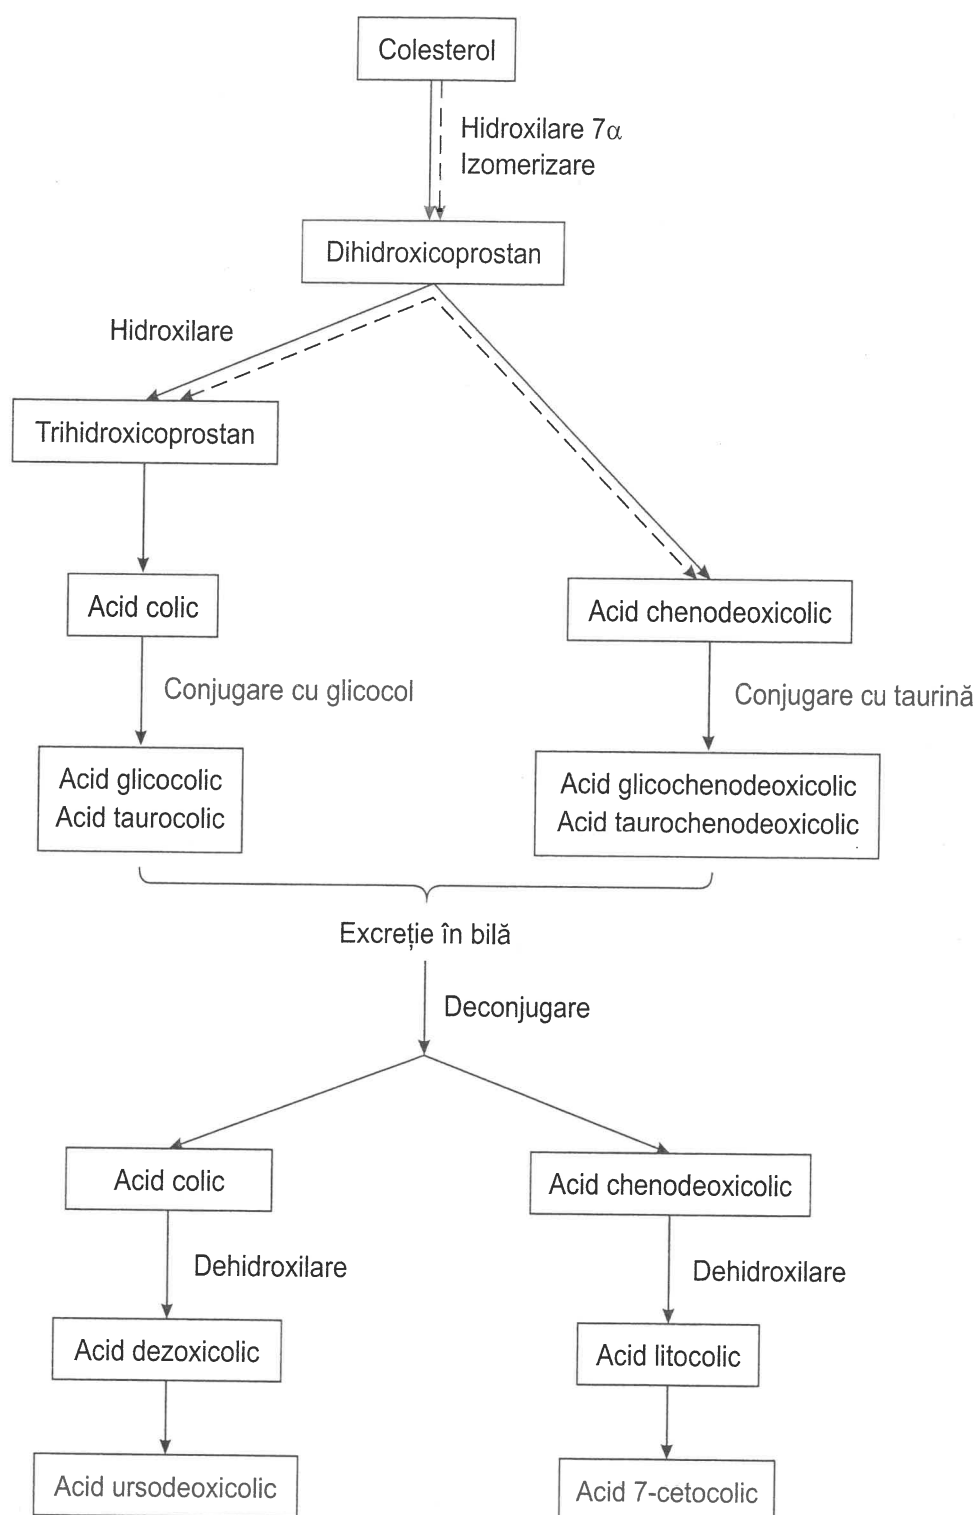 Colesterol
Hidroxilare 7α
Izomerizare
Dihidroxicoprostan
Hidroxilare
Trihidroxicoprostan
Acid colic
Acid chenodeoxicolic
Conjugare cu glicocol
Conjugare cu taurină
Acid glicocolic
Acid taurocolic
Acid glicochenodeoxicolic
Acid taurochenodeoxicolic
Excreție în bilă
Deconjugare
Acid colic
Acid chenodeoxicolic
Dehidroxilare
Dehidroxilare
Acid dezoxicolic
Acid litocolic
Acid ursodeoxicolic
Acid 7-cetocolic